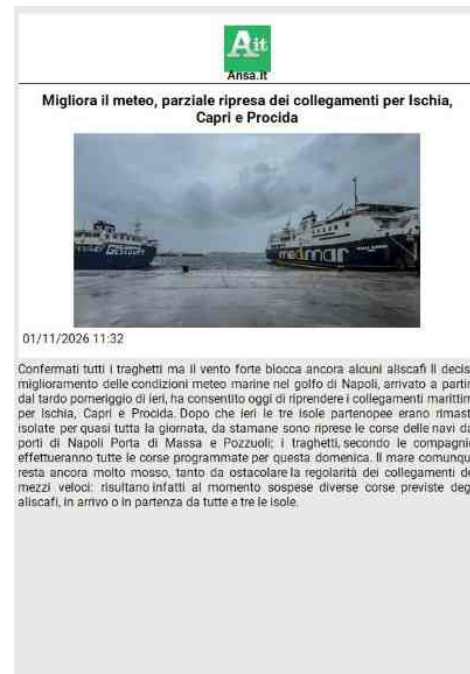 Ait
Ansa.it
Migliora il meteo, parziale ripresa dei collegamenti per Ischia,
Capri e Procida
medmar
01/11/2026 11:32
Confermati tutti i traghetti ma il vento forte blocca ancora alcuni aliscafi Il decis
miglioramento delle condizioni meteo marine nel golfo di Napoli, arrivato a partir
dal tardo pomeriggio di ieri, ha consentito oggi di riprendere i collegamenti marittim
per Ischia, Capri e Procida. Dopo che ieri le tre isole partenopee erano rimast
isolate per quasi tutta la giornata, da stamane sono riprese le corse delle navi da
porti di Napoli Porta di Massa e Pozzuoli; i traghetti, secondo le compagni
effettueranno tutte le corse programmate per questa domenica. Il mare comunqu
resta ancora molto mosso, tanto da ostacolare la regolarità dei collegamenti de
mezzi veloci: risultano infatti al momento sospese diverse corse previste deg
aliscafi, in arrivo o in partenza da tutte e tre le isole.